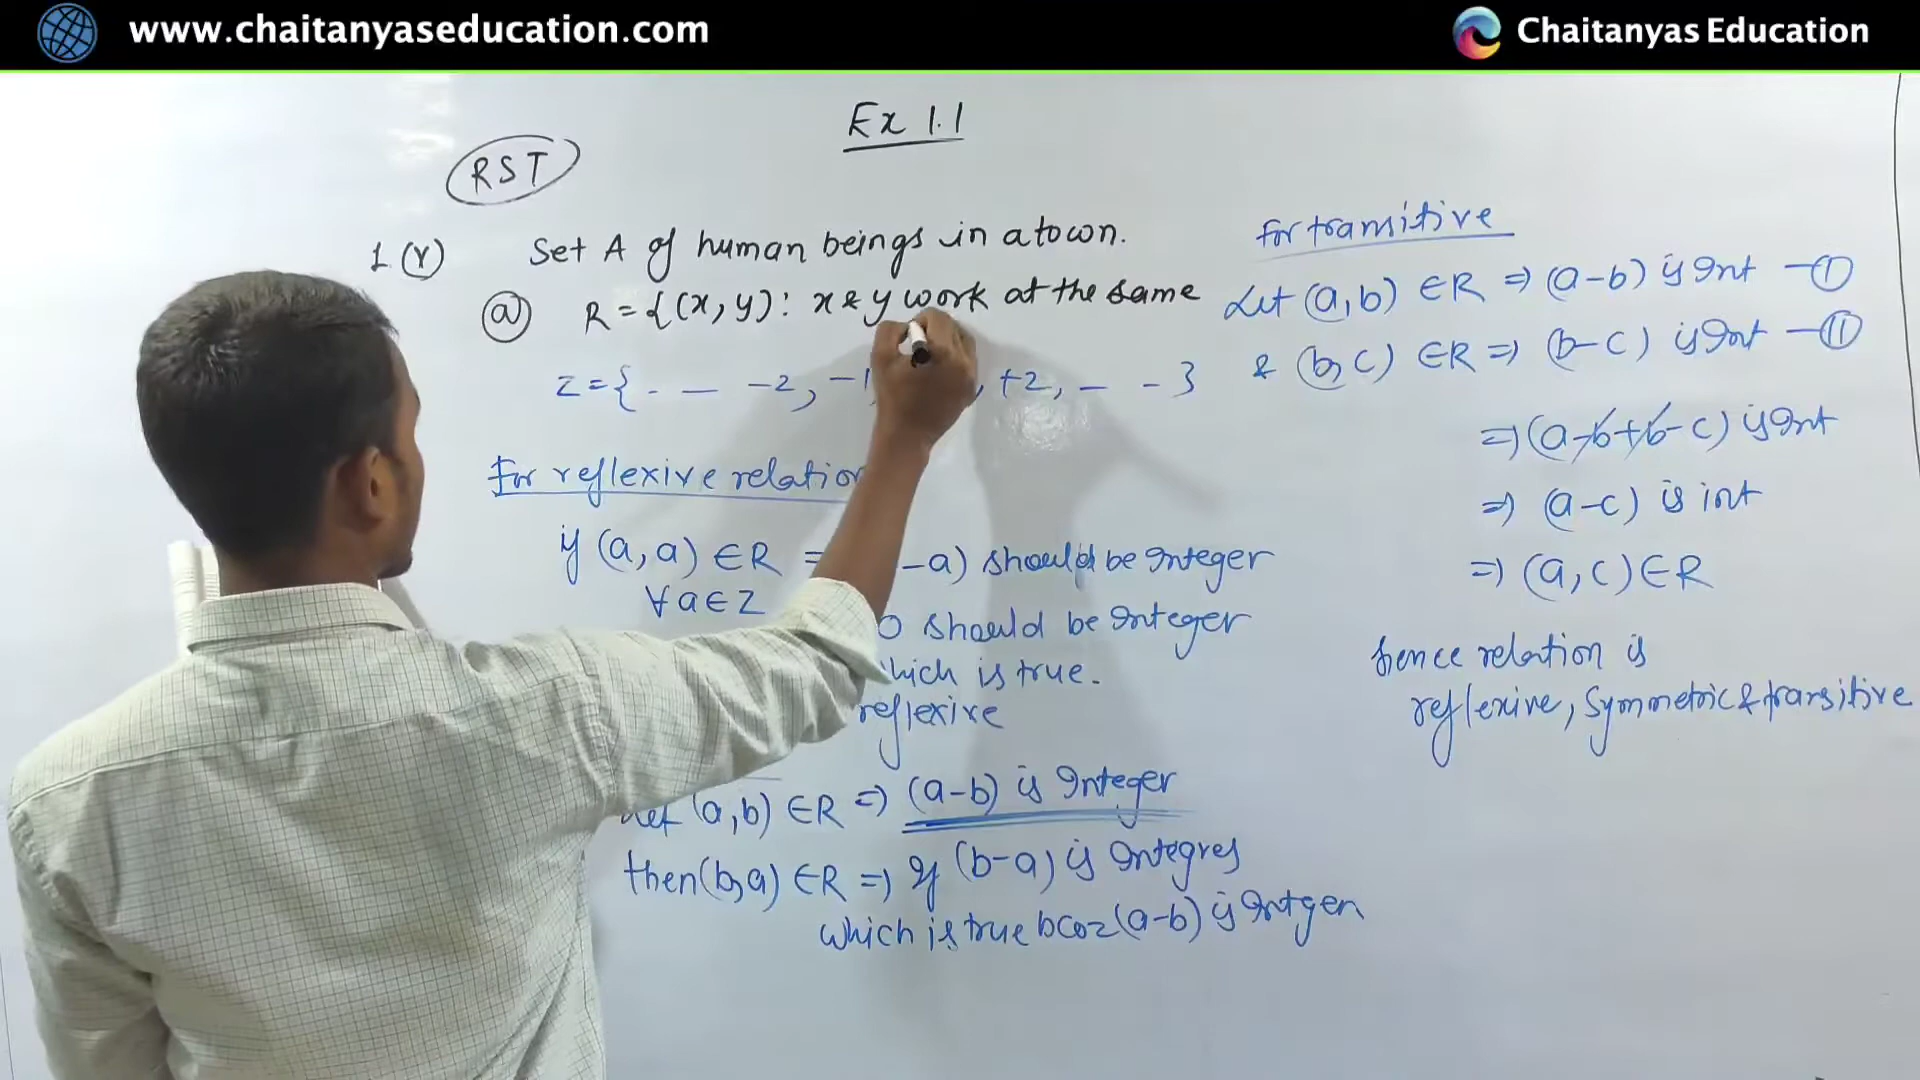 www.chaitanyaseducation.com
Chaitanyas Education
Ex 1.1
RST
1 (v) Set A of human beings in a town.
(a) R = {(x, y) : x & y work at the same
Z = { . _ -2, -1, +2, _ - }
For reflexive relation
if (a, a) ∈ R = -a) should be Integer
∀ a ∈ Z
0 should be Integer
which is true.
reflexive
Let (a, b) ∈ R => (a-b) is Integer
then (b, a) ∈ R => if (b-a) is Integres
which is true bcoz (a-b) is Intgen
For transitive
Let (a, b) ∈ R => (a-b) is Int - (I)
& (b, c) ∈ R => (b-c) is Int - (II)
=> (a-b+b-c) is Int
=> (a-c) is int
=> (a, c) ∈ R
hence relation is
reflexive, Symmetric & transitive